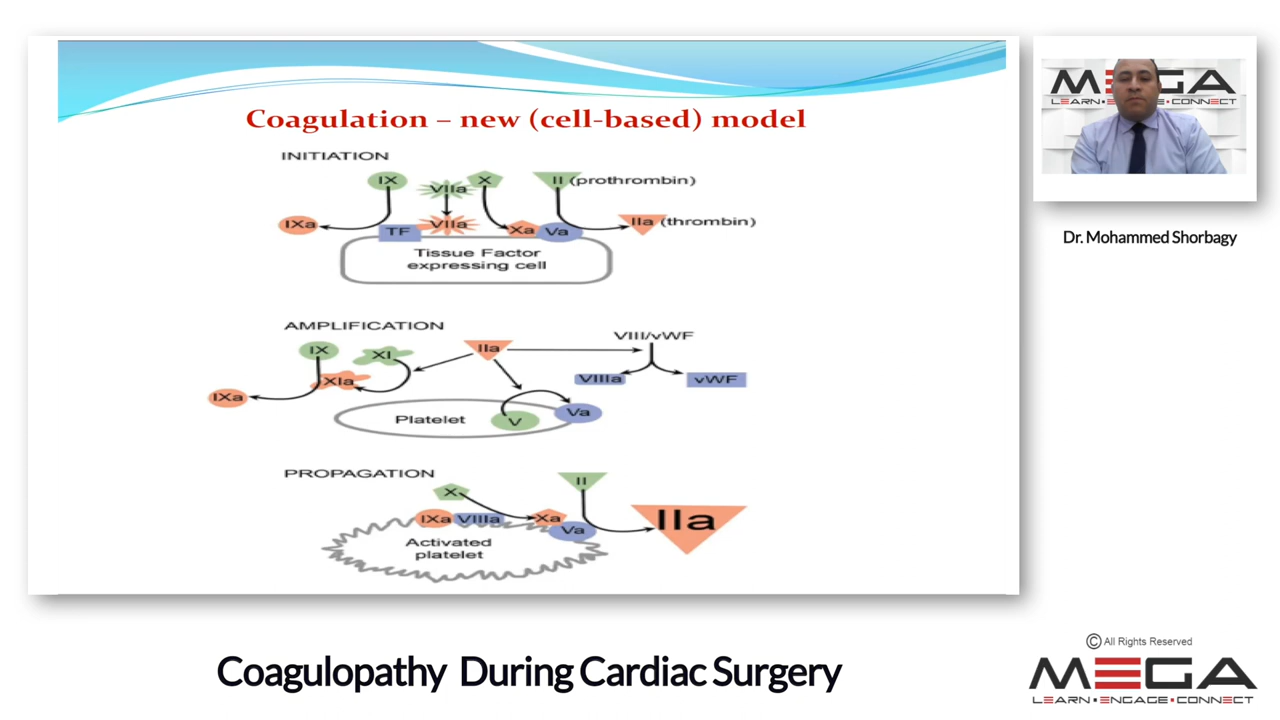 Coagulation – new (cell-based) model
INITIATION
IX
VIIa
X
II (prothrombin)
IXa
TF
VIIa
Xa
Va
IIa (thrombin)
Tissue Factor
expressing cell
AMPLIFICATION
IX
XI
IIa
VIII/vWF
XIa
VIIIa
vWF
IXa
Platelet
V
Va
PROPAGATION
X
II
IXa
VIIIa
Xa
Va
IIa
Activated
platelet
MEGA
LEARN•ENGAGE•CONNECT
Dr. Mohammed Shorbagy
Coagulopathy During Cardiac Surgery
© All Rights Reserved
MEGA
LEARN•ENGAGE•CONNECT